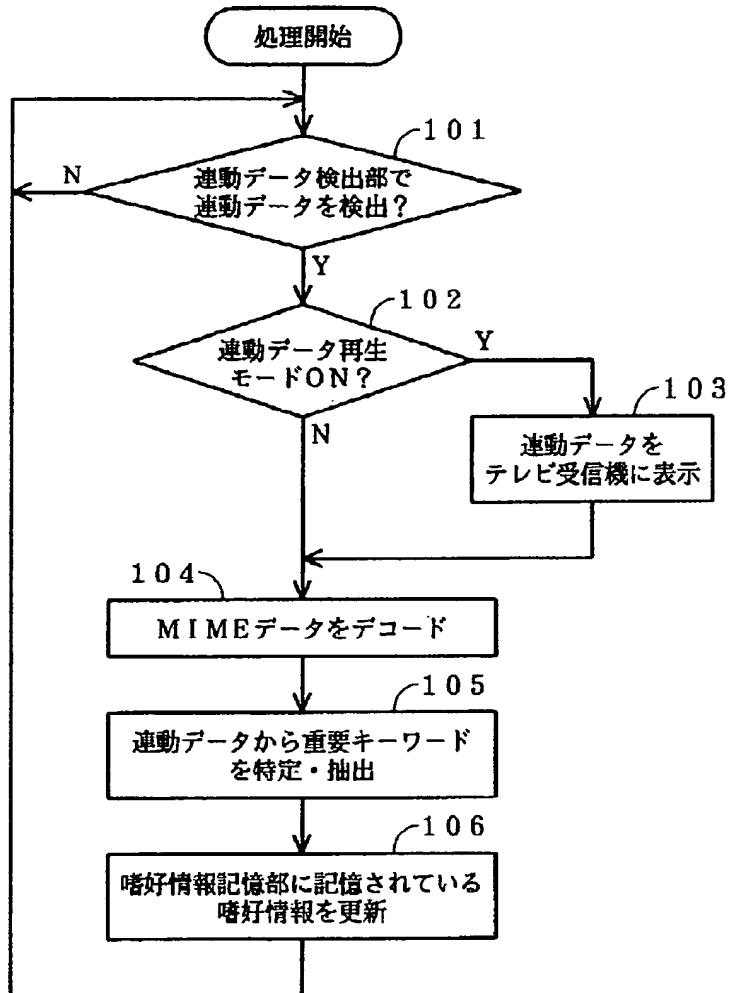 処理開始
101
連動データ検出部で
連動データを検出?
N
Y
102
連動データ再生
モードON?
Y
N
103
連動データを
テレビ受信機に表示
104
MIMEデータをデコード
105
連動データから重要キーワード
を特定・抽出
106
嗜好情報記憶部に記憶されている
嗜好情報を更新